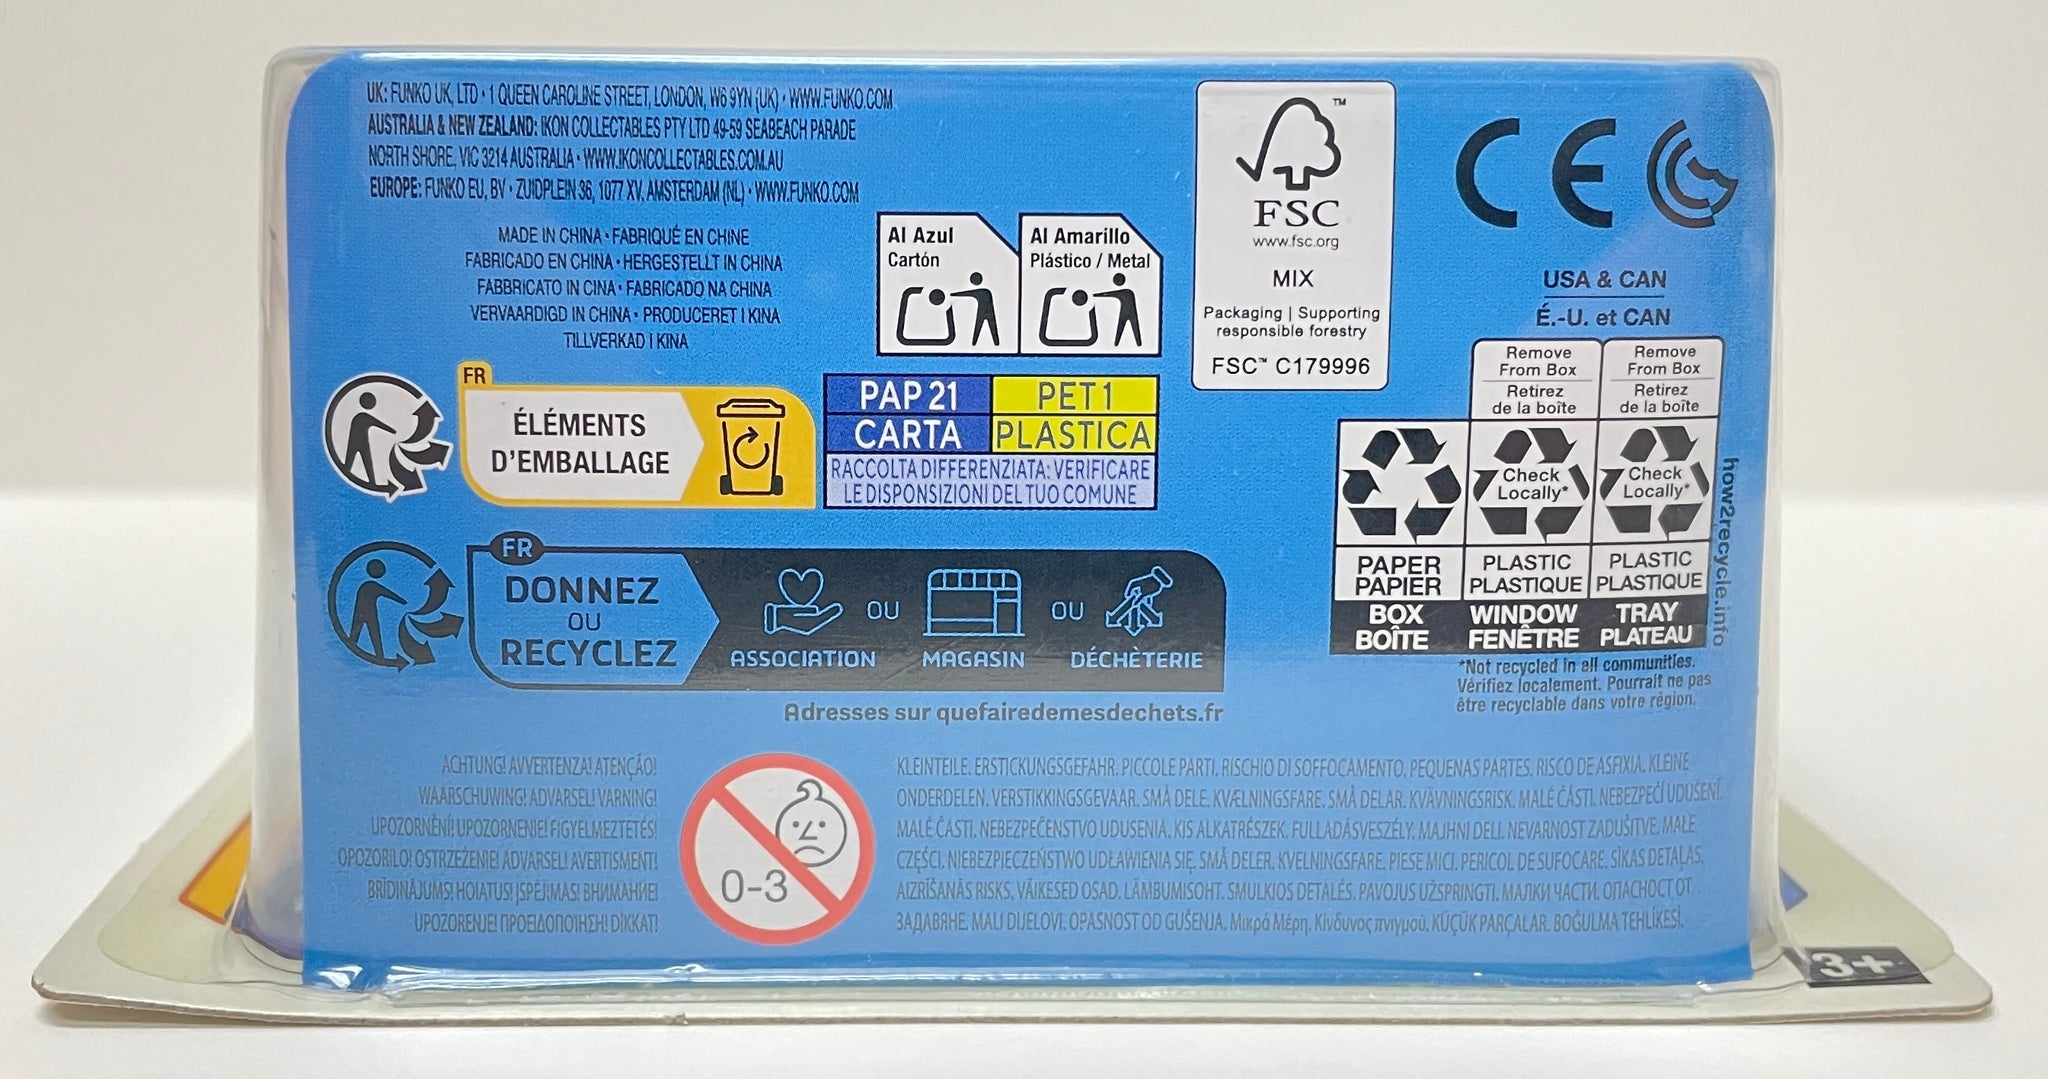 UK: FUNKO UK, LTD • 1 QUEEN CAROLINE STREET, LONDON, W6 9YN (UK) • WWW.FUNKO.COM
AUSTRALIA & NEW ZEALAND: IKON COLLECTABLES PTY LTD 49-59 SEABEACH PARADE
NORTH SHORE, VIC 3214 AUSTRALIA • WWW.IKONCOLLECTABLES.COM.AU
EUROPE: FUNKO EU, BV • ZUIDPLEIN 36, 1077 XV, AMSTERDAM (NL) • WWW.FUNKO.COM
MADE IN CHINA • FABRIQUÉ EN CHINE
FABRICADO EN CHINA • HERGESTELLT IN CHINA
FABBRICATO IN CINA • FABRICADO NA CHINA
VERVAARDIGD IN CHINA • PRODUCERET I KINA
TILLVERKAD I KINA
Al Azul
Cartón
Al Amarillo
Plástico / Metal
FSC
www.fsc.org
MIX
Packaging | Supporting
responsible forestry
FSC™ C179996
CE
USA & CAN
É.-U. et CAN
Remove
From Box
Retirez
de la boîte
Remove
From Box
Retirez
de la boîte
Check
Locally*
Check
Locally*
PAPER
PAPIER
PLASTIC
PLASTIQUE
PLASTIC
PLASTIQUE
BOX
BOÎTE
WINDOW
FENÊTRE
TRAY
PLATEAU
how2recycle.info
*Not recycled in all communities.
Vérifiez localement. Pourrait ne pas
être recyclable dans votre région.
FR
ÉLÉMENTS
D'EMBALLAGE
PAP 21
PET 1
CARTA
PLASTICA
RACCOLTA DIFFERENZIATA: VERIFICARE
LE DISPONSIZIONI DEL TUO COMUNE
FR
DONNEZ
OU
RECYCLEZ
ASSOCIATION
OU
MAGASIN
OU
DÉCHÈTERIE
Adresses sur quefairedemesdechets.fr
ACHTUNG! AVVERTENZA! ATENÇÃO!
WAARSCHUWING! ADVARSEL! VARNING!
UPOZORNĚNÍ! UPOZORNENIE! FIGYELMEZTETÉS!
OPOZORILO! OSTRZEŻENIE! ADVARSEL! AVERTISMENT!
BRĪDINĀJUMS! HOIATUS! ĮSPĖJIMAS! ВНИМАНИЕ!
UPOZORENJE! ΠΡΟΕΙΔΟΠΟΙΗΣΗ! DİKKAT!
0-3
KLEINTEILE. ERSTICKUNGSGEFAHR. PICCOLE PARTI. RISCHIO DI SOFFOCAMENTO. PEQUENAS PARTES. RISCO DE ASFIXIA. KLEINE
ONDERDELEN. VERSTIKKINGSGEVAAR. SMÅ DELE. KVÆLNINGSFARE. SMÅ DELAR. KVÄVNINGSRISK. MALÉ ČÁSTI. NEBEZPEČÍ UDUŠENÍ.
MALÉ ČASTI. NEBEZPEČENSTVO UDUSENIA. KIS ALKATRÉSZEK. FULLADÁSVESZÉLY. MAJHNI DELI. NEVARNOST ZADUŠITVE. MAŁE
CZĘŚCI. NIEBEZPIECZEŃSTWO UDŁAWIENIA SIĘ. SMÅ DELER. KVELNINGSFARE. PIESE MICI. PERICOL DE SUFOCARE. SĪKAS DETAĻAS.
AIZRĪŠANĀS RISKS. VÄIKESED OSAD. LÄMBUMISOHT. SMULKIOS DETALĖS. PAVOJUS UŽSPRINGTI. МАЛКИ ЧАСТИ. ОПАСНОСТ ОТ
ЗАДАВЯНЕ. MALI DIJELOVI. OPASNOST OD GUŠENJA. Μικρά Μέρη. Κίνδυνος πνιγμού. KÜÇÜK PARÇALAR. BOĞULMA TEHLİKESİ.
3+